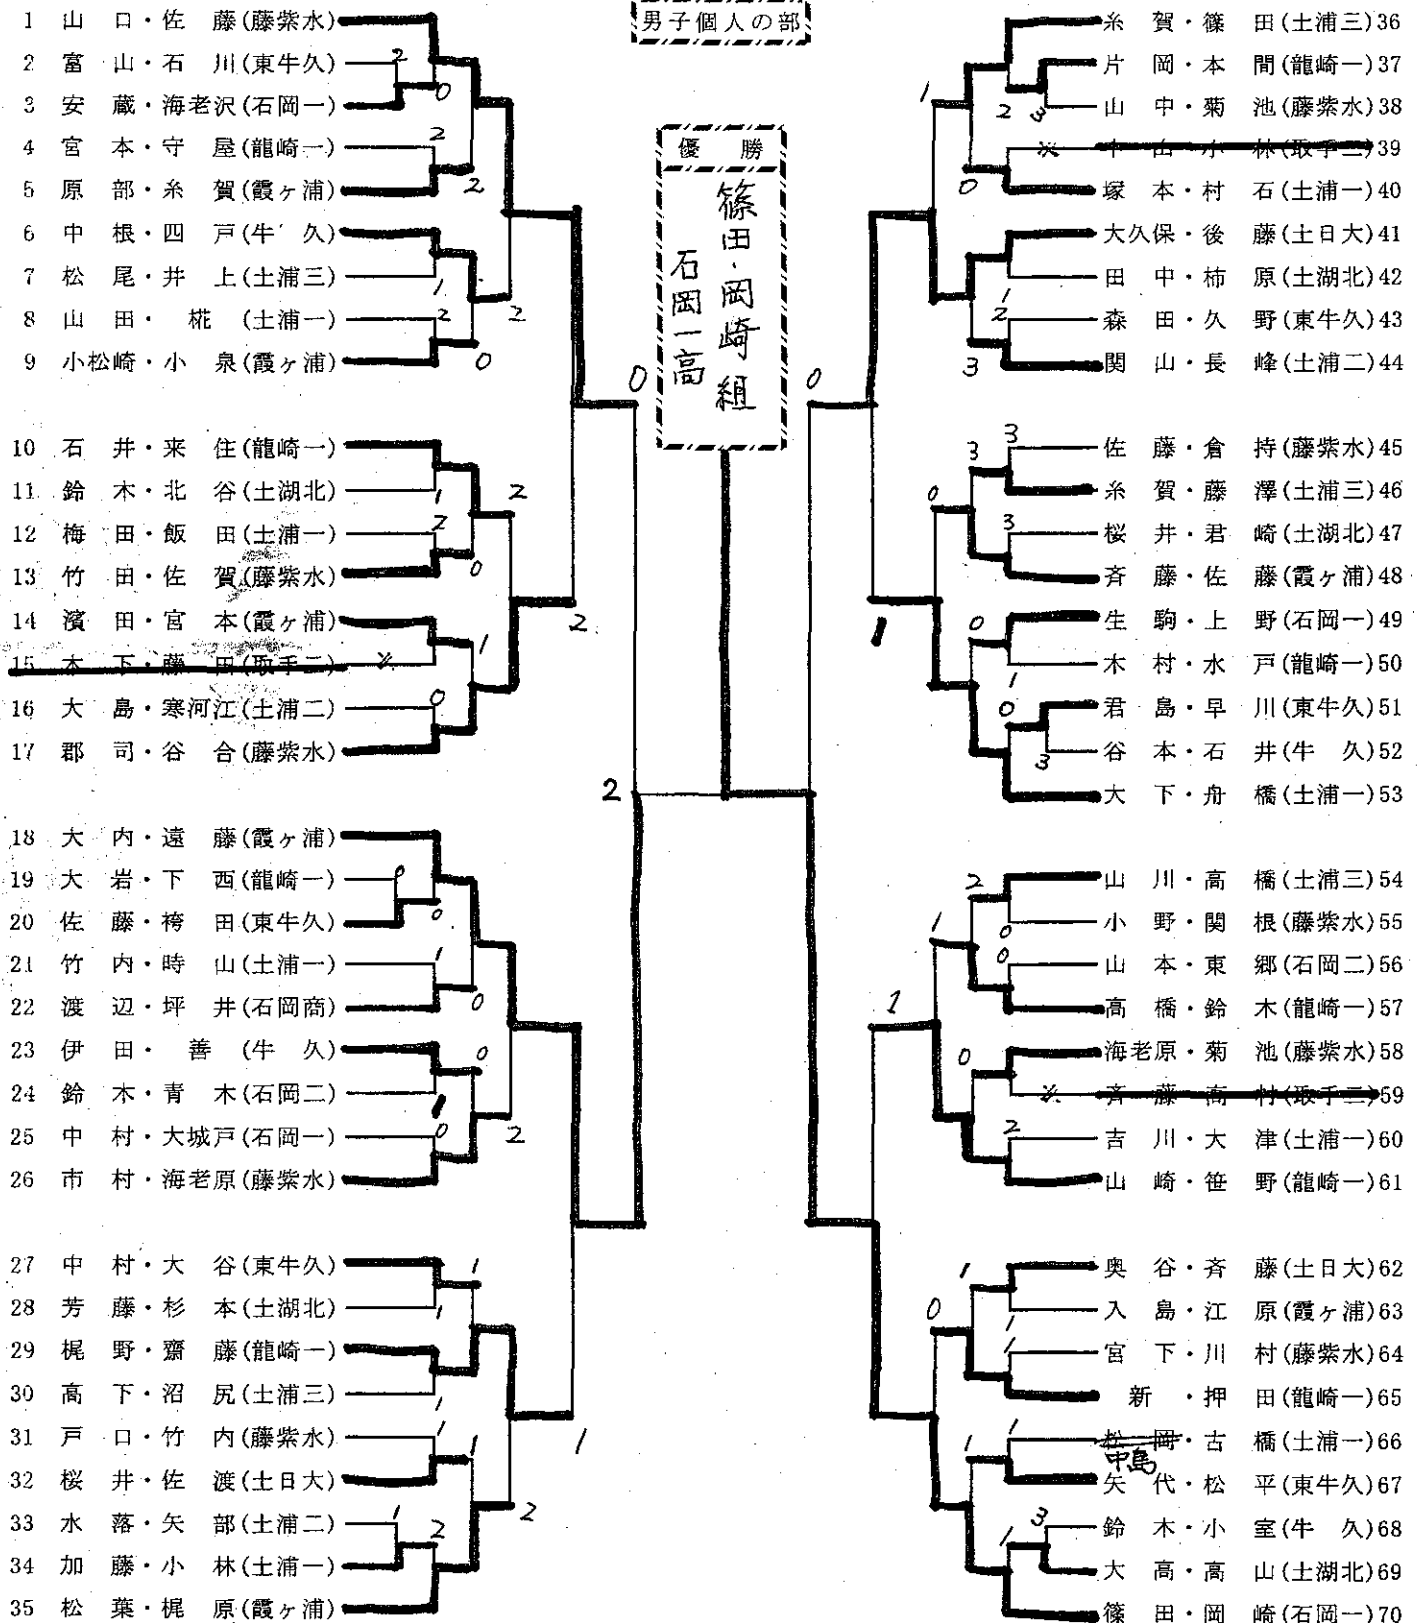 男子個人の部
優　勝
篠田・岡崎組
石岡一高
1 山口・佐藤(藤紫水)
2 富山・石川(東牛久)
3 安蔵・海老沢(石岡一)
4 宮本・守屋(龍崎一)
5 原部・糸賀(霞ヶ浦)
6 中根・四戸(牛久)
7 松尾・井上(土浦三)
8 山田・椛(土浦一)
9 小松崎・小泉(霞ヶ浦)
10 石井・来住(龍崎一)
11 鈴木・北谷(土湖北)
12 梅田・飯田(土浦一)
13 竹田・佐賀(藤紫水)
14 濱田・宮本(霞ヶ浦)
15 木下・藤田(取手二)
16 大島・寒河江(土浦二)
17 郡司・谷合(藤紫水)
18 大内・遠藤(霞ヶ浦)
19 大岩・下西(龍崎一)
20 佐藤・袴田(東牛久)
21 竹内・時山(土浦一)
22 渡辺・坪井(石岡商)
23 伊田・善(牛久)
24 鈴木・青木(石岡二)
25 中村・大城戸(石岡一)
26 市村・海老原(藤紫水)
27 中村・大谷(東牛久)
28 芳藤・杉本(土湖北)
29 梶野・齋藤(龍崎一)
30 高下・沼尻(土浦三)
31 戸口・竹内(藤紫水)
32 桜井・佐渡(土日大)
33 水落・矢部(土浦二)
34 加藤・小林(土浦一)
35 松葉・梶原(霞ヶ浦)
糸賀・篠田(土浦三)36
片岡・本間(龍崎一)37
山中・菊池(藤紫水)38
中山・小林(取手二)39
塚本・村石(土浦一)40
大久保・後藤(土日大)41
田中・柿原(土湖北)42
森田・久野(東牛久)43
関山・長峰(土浦二)44
佐藤・倉持(藤紫水)45
糸賀・藤澤(土浦三)46
桜井・君崎(土湖北)47
斉藤・佐藤(霞ヶ浦)48
生駒・上野(石岡一)49
木村・水戸(龍崎一)50
君島・早川(東牛久)51
谷本・石井(牛久)52
大下・舟橋(土浦一)53
山川・高橋(土浦三)54
小野・関根(藤紫水)55
山本・東郷(石岡二)56
高橋・鈴木(龍崎一)57
海老原・菊池(藤紫水)58
斉藤・高村(取手二)59
吉川・大津(土浦一)60
山崎・笹野(龍崎一)61
奥谷・斉藤(土日大)62
入島・江原(霞ヶ浦)63
宮下・川村(藤紫水)64
新・押田(龍崎一)65
松岡・古橋(土浦一)66
中島
矢代・松平(東牛久)67
鈴木・小室(牛久)68
大高・高山(土湖北)69
篠田・岡崎(石岡一)70